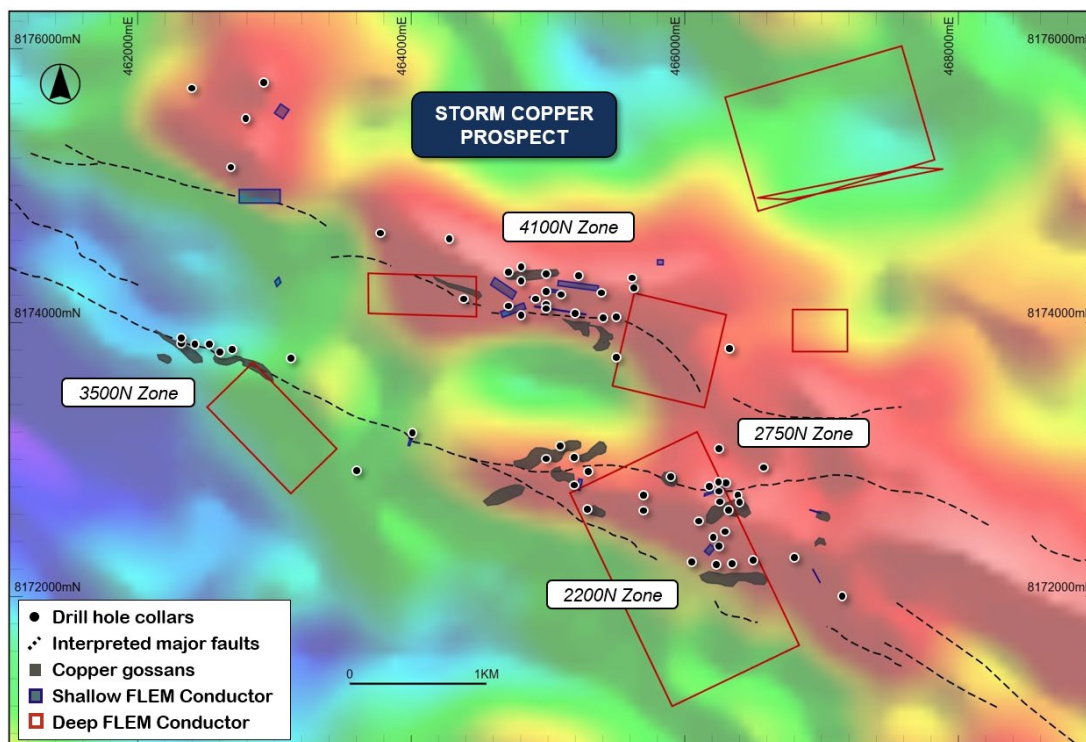 462000mE
464000mE
466000mE
468000mE
8176000mN
8176000mN
STORM COPPER
PROSPECT
4100N Zone
8174000mN
8174000mN
3500N Zone
2750N Zone
2200N Zone
8172000mN
8172000mN
Drill hole collars
Interpreted major faults
Copper gossans
Shallow FLEM Conductor
Deep FLEM Conductor
0
1KM